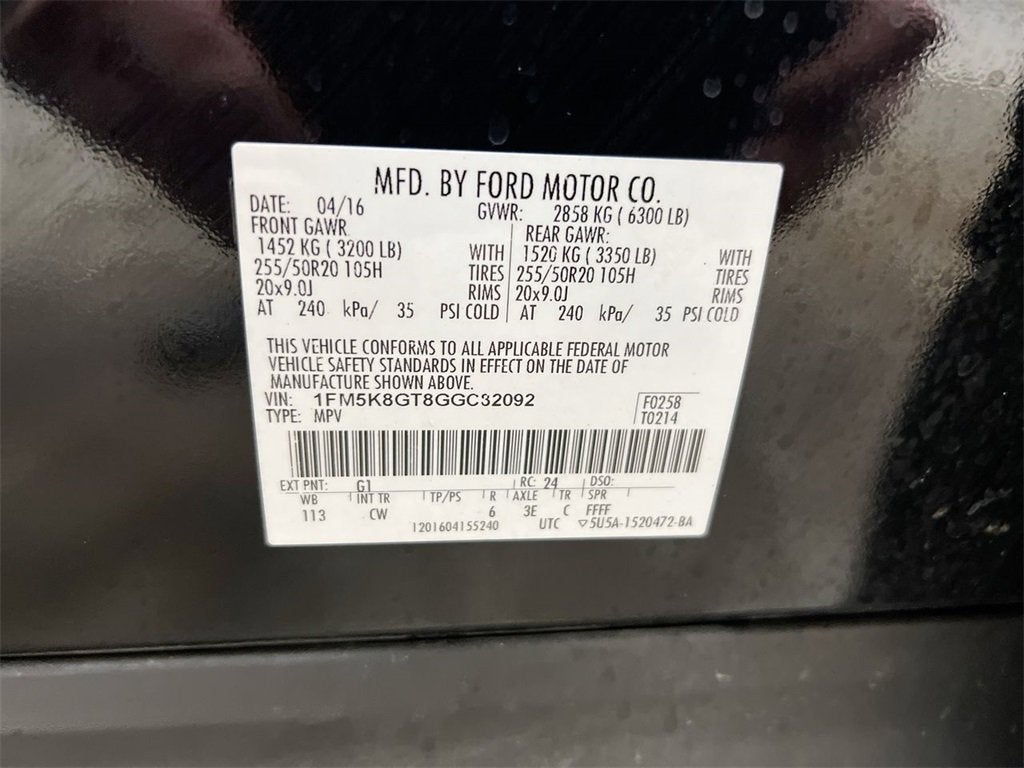 MFD. BY FORD MOTOR CO.
DATE: 04/16 GVWR: 2858 KG ( 6300 LB)
FRONT GAWR REAR GAWR:
1452 KG ( 3200 LB) WITH 1520 KG ( 3350 LB) WITH
255/50R20 105H TIRES 255/50R20 105H TIRES
20x9.0J RIMS 20x9.0J RIMS
AT 240 kPa/ 35 PSI COLD AT 240 kPa/ 35 PSI COLD
THIS VEHICLE CONFORMS TO ALL APPLICABLE FEDERAL MOTOR
VEHICLE SAFETY STANDARDS IN EFFECT ON THE DATE OF
MANUFACTURE SHOWN ABOVE.
VIN: 1FM5K8GT8GGC32092 F0258
TYPE: MPV T0214
EXT PNT: G1 RC: 24 DSO:
WB INT TR TP/PS R AXLE TR SPR
113 CW 6 3E C FFFF
1201604155240 UTC ▽5U5A-1520472-BA